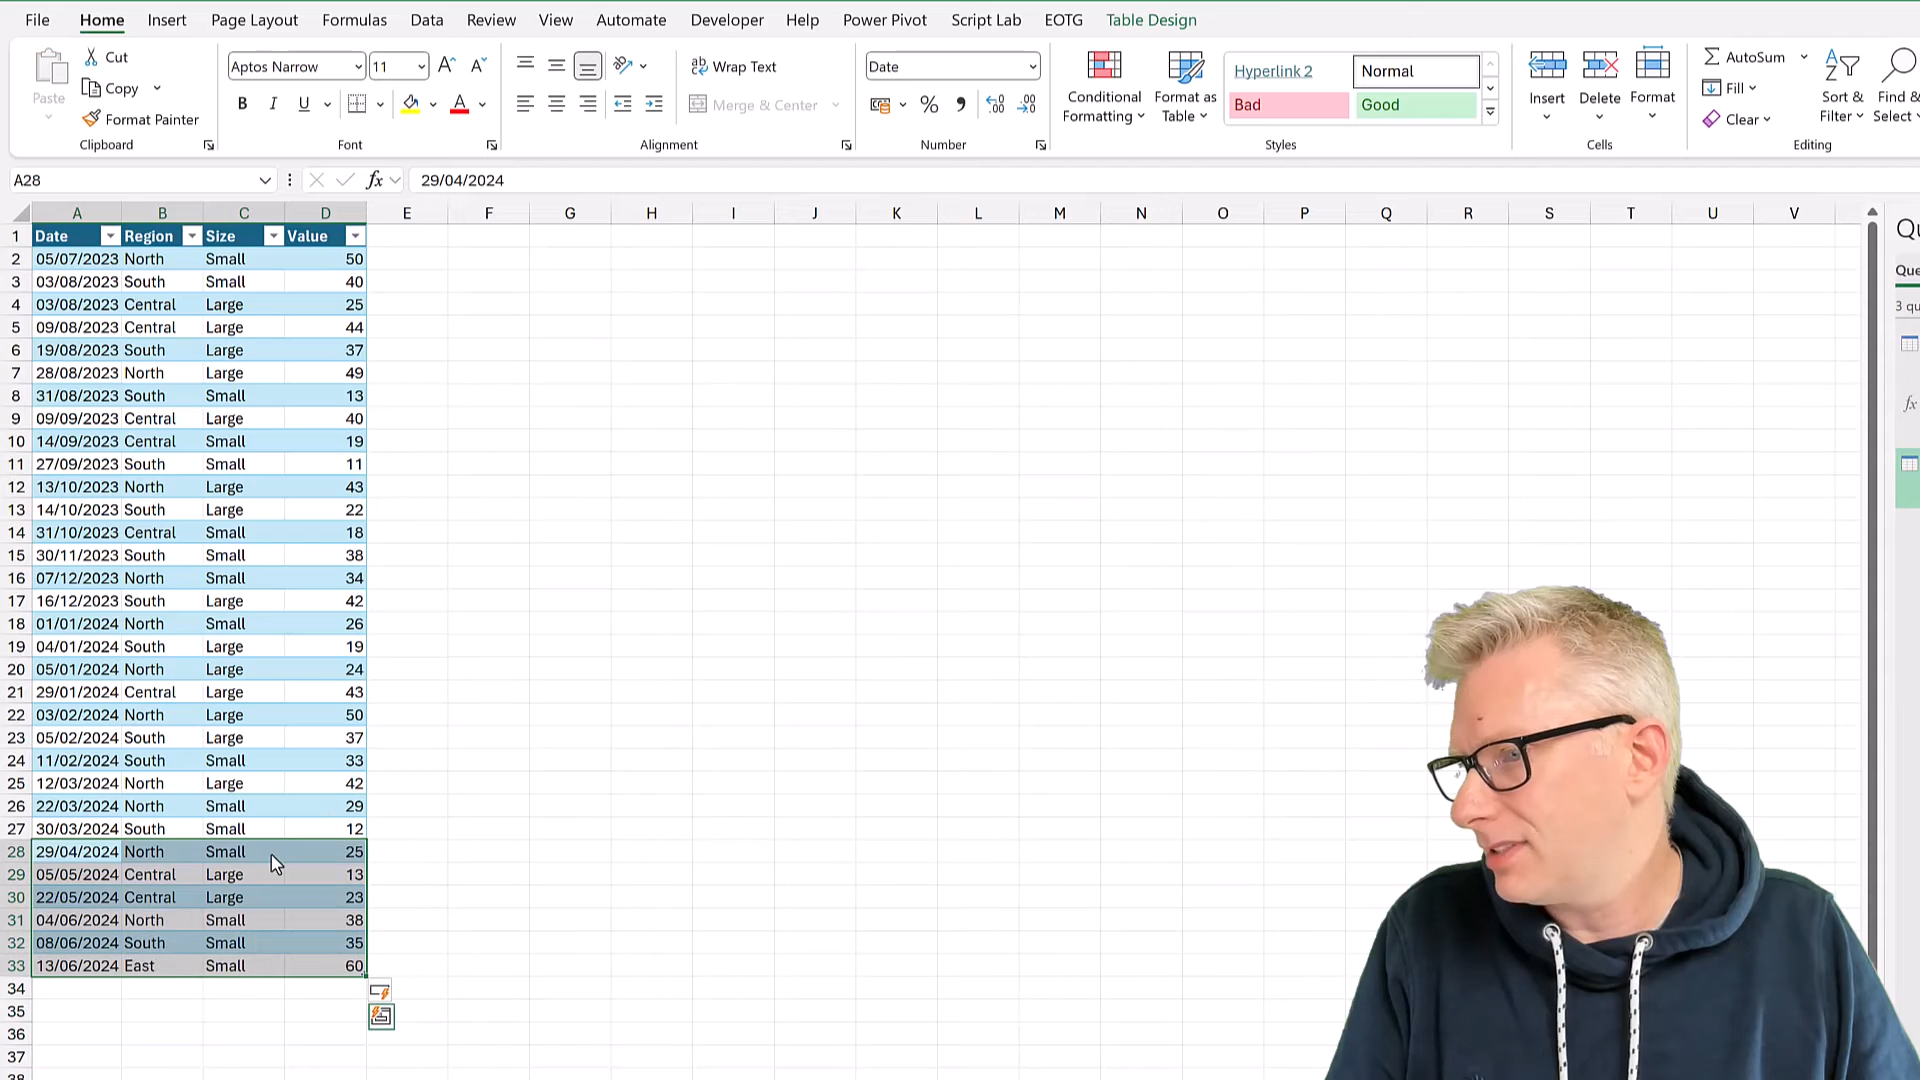 File Home Insert Page Layout Formulas Data Review View Automate Developer Help Power Pivot Script Lab EOTG Table Design
Paste
Cut
Copy
Format Painter
Clipboard
Aptos Narrow 11
B I U
Font
Wrap Text
Merge & Center
Alignment
Date
Number
Conditional Formatting
Format as Table
Hyperlink 2 Normal
Bad Good
Styles
Insert Delete Format
Cells
AutoSum
Fill
Clear
Sort & Filter
Find & Select
Editing
A28 fx 29/04/2024
A B C D E F G H I J K L M N O P Q R S T U V
1 Date Region Size Value
2 05/07/2023 North Small 50
3 03/08/2023 South Small 40
4 03/08/2023 Central Large 25
5 09/08/2023 Central Large 44
6 19/08/2023 South Large 37
7 28/08/2023 North Large 49
8 31/08/2023 South Small 13
9 09/09/2023 Central Large 40
10 14/09/2023 Central Small 19
11 27/09/2023 South Small 11
12 13/10/2023 North Large 43
13 14/10/2023 South Large 22
14 31/10/2023 Central Small 18
15 30/11/2023 South Small 38
16 07/12/2023 North Small 34
17 16/12/2023 South Large 42
18 01/01/2024 North Small 26
19 04/01/2024 South Large 19
20 05/01/2024 North Large 24
21 29/01/2024 Central Large 43
22 03/02/2024 North Large 50
23 05/02/2024 South Large 37
24 11/02/2024 South Small 33
25 12/03/2024 North Large 42
26 22/03/2024 North Small 29
27 30/03/2024 South Small 12
28 29/04/2024 North Small 25
29 05/05/2024 Central Large 13
30 22/05/2024 Central Large 23
31 04/06/2024 North Small 38
32 08/06/2024 South Small 35
33 13/06/2024 East Small 60
34
35
36
37
38
Qu
Que
3 qu
fx